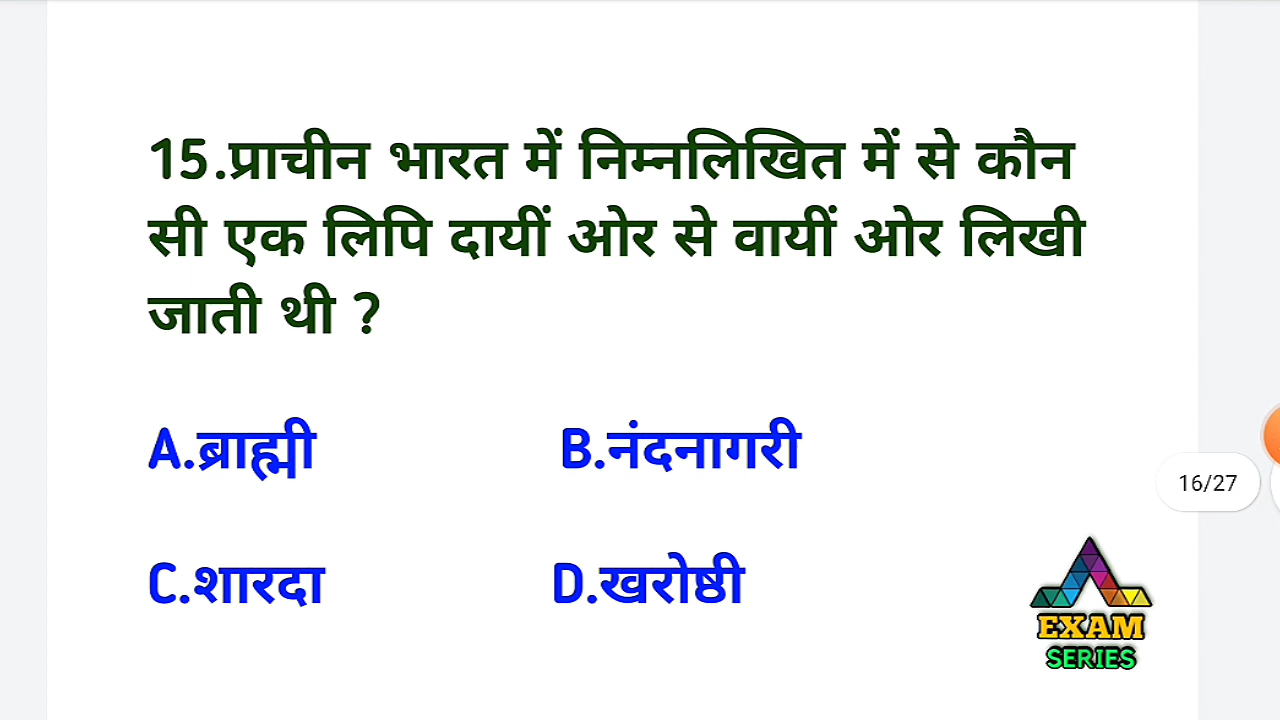 15.प्राचीन भारत में निम्नलिखित में से कौन
सी एक लिपि दायीं ओर से वायीं ओर लिखी
जाती थी ?
A.ब्राह्मी B.नंदनागरी
16/27
C.शारदा D.खरोष्ठी
EXAM
SERIES